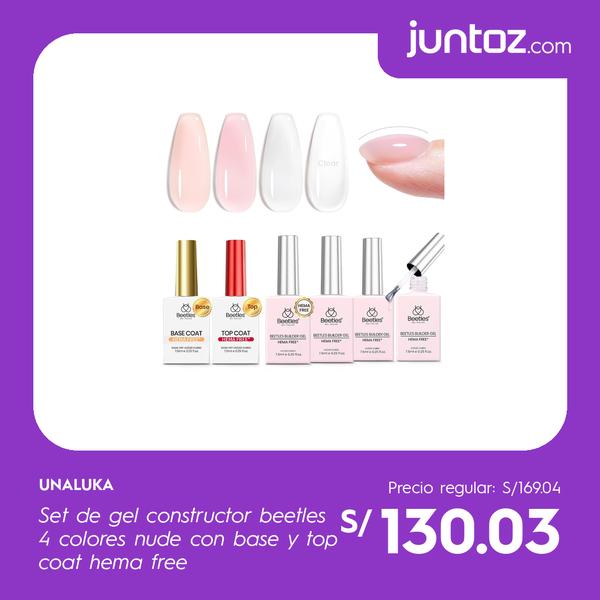 juntoz.com
Clear
Base
Top
HEMA
FREE
Beetles
Beetles
Beetles
Beetles
Beetles
Beetles
BASE COAT
HEMA FREE
TOP COAT
HEMA FREE
BEETLES BUILDER GEL
HEMA FREE
BEETLES BUILDER GEL
HEMA FREE
BEETLES BUILDER GEL
HEMA FREE
BEETLES BUILDER GEL
HEMA FREE
UNALUKA
Set de gel constructor beetles
4 colores nude con base y top
coat hema free
Precio regular: S/169.04
S/ 130.03